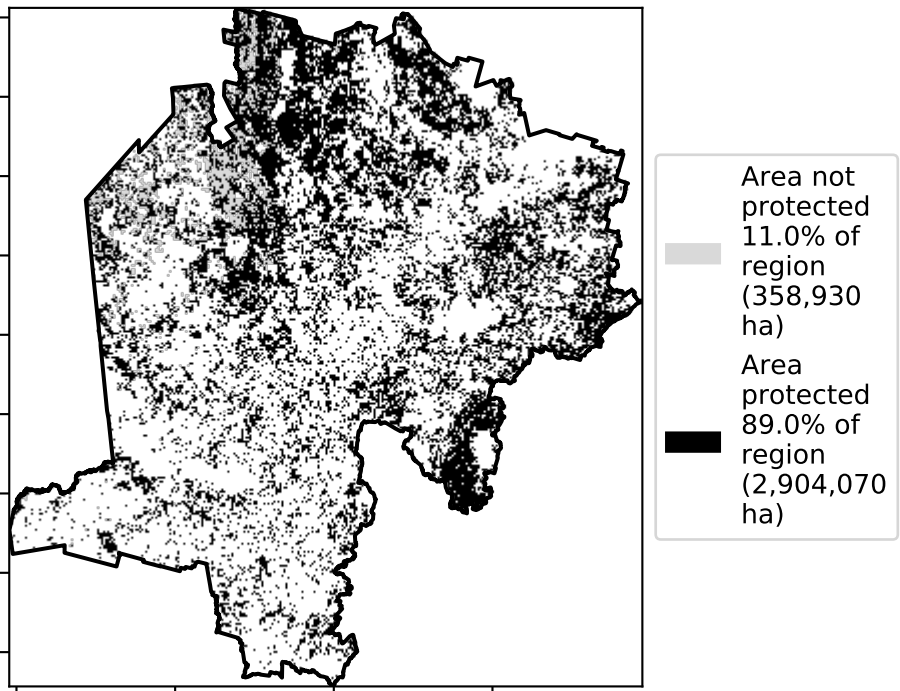 Area not
protected
11.0% of
region
(358,930
ha)
Area
protected
89.0% of
region
(2,904,070
ha)